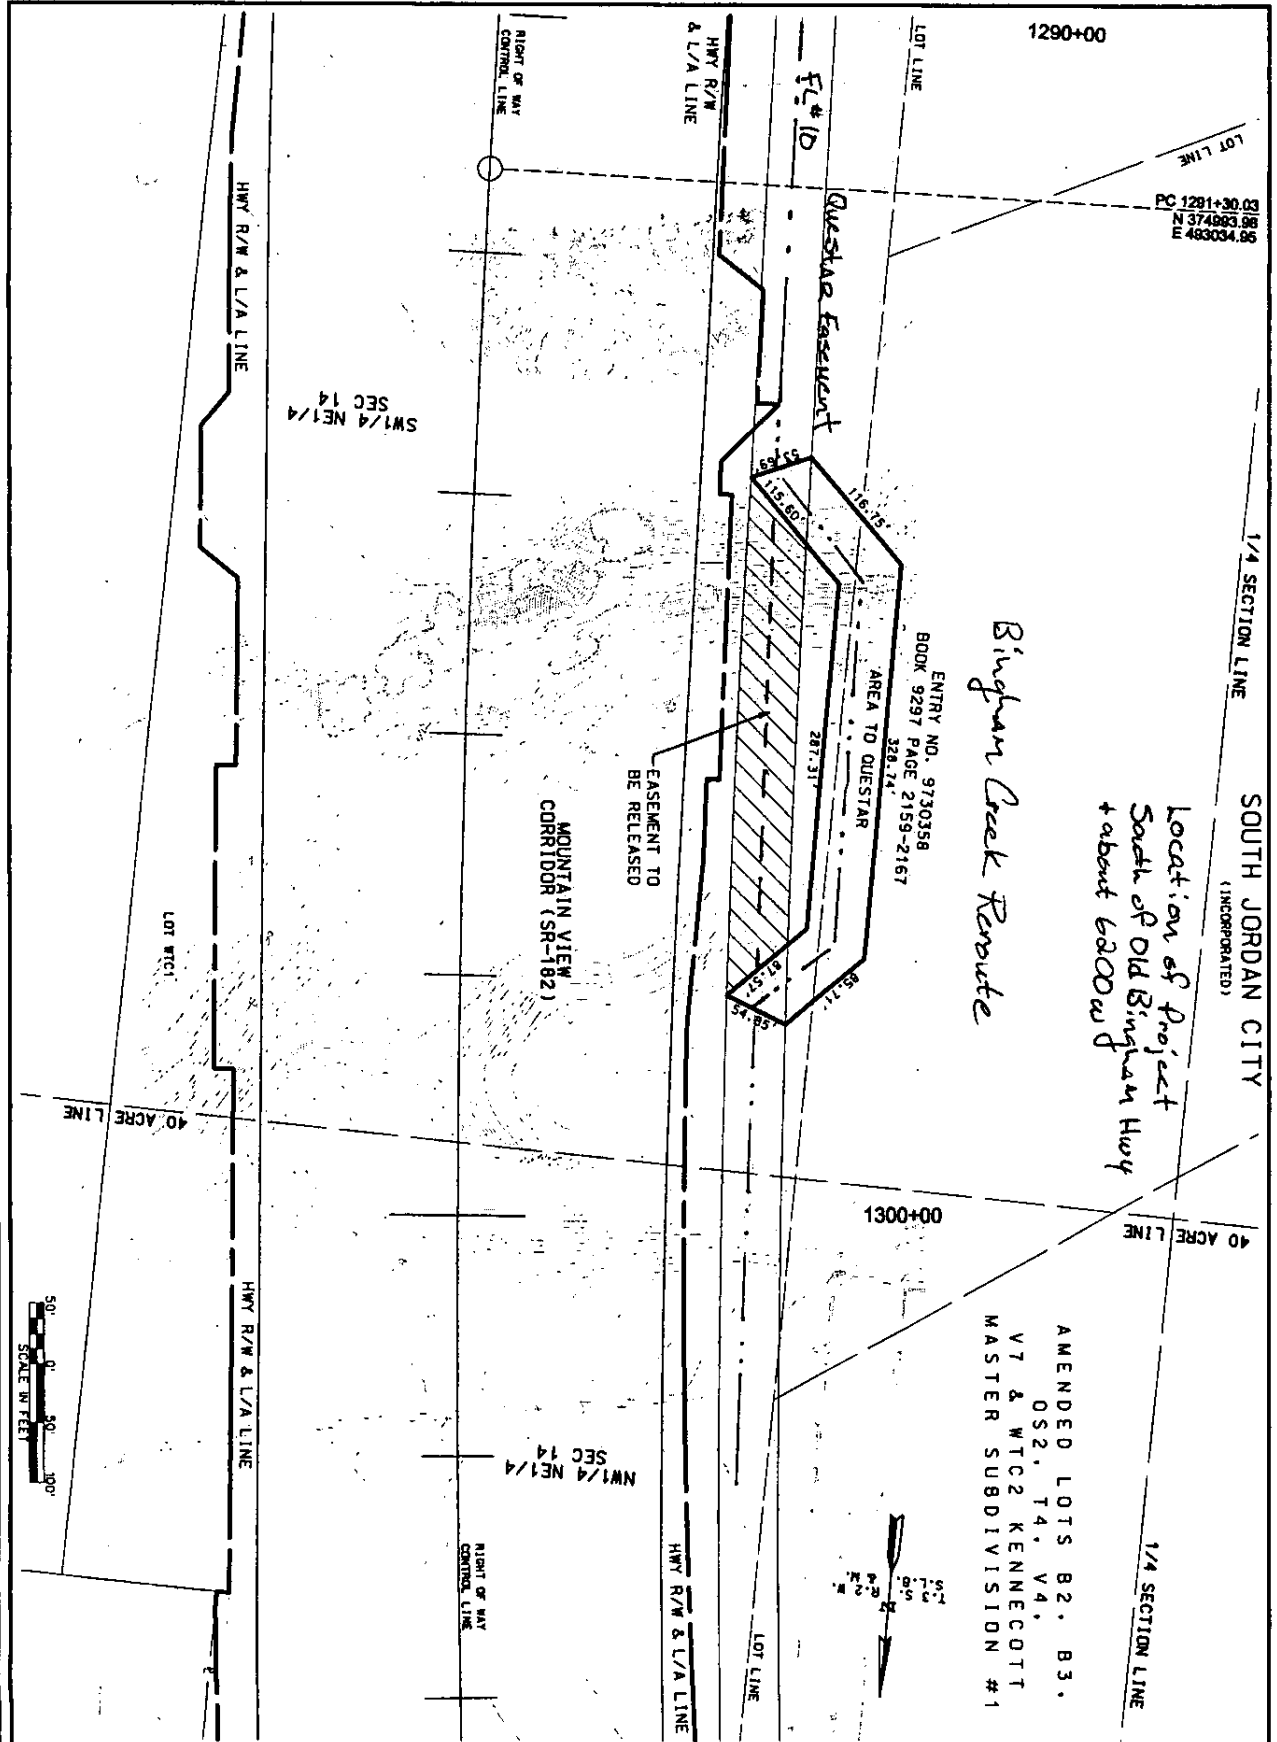 SOUTH JORDAN CITY
(INCORPORATED)
1/4 SECTION LINE
1/4 SECTION LINE
Location of Project
South of Old Bingham Hwy
+ about 6200 w
Bingham Creek Reroute
1290+00
LOT LINE
LOT LINE
PC 1291+30.03
N 374983.98
E 493034.95
FL# 10
Questar Easement
HWY R/W
& L/A LINE
RIGHT OF WAY
CONTROL LINE
ENTRY NO. 9730358
BOOK 9297 PAGE 2159-2167
328.74'
AREA TO QUESTAR
287.31'
116.75'
115.60'
53.69'
85.71'
87.57'
54.85'
EASEMENT TO
BE RELEASED
MOUNTAIN VIEW
CORRIDOR (SR-182)
SW1/4 NE1/4
SEC 14
HWY R/W & L/A LINE
LOT WTC1
40 ACRE LINE
40 ACRE LINE
1300+00
AMENDED LOTS B2, B3,
OS2, T4, V4,
V7 & WTC2 KENNECOTT
MASTER SUBDIVISION #1
T. 3 S.
R. 2 W.
S.L.B.
NW1/4 NE1/4
SEC 14
RIGHT OF WAY
CONTROL LINE
HWY R/W & L/A LINE
LOT LINE
HWY R/W & L/A LINE
50' 0' 50' 100'
SCALE IN FEET